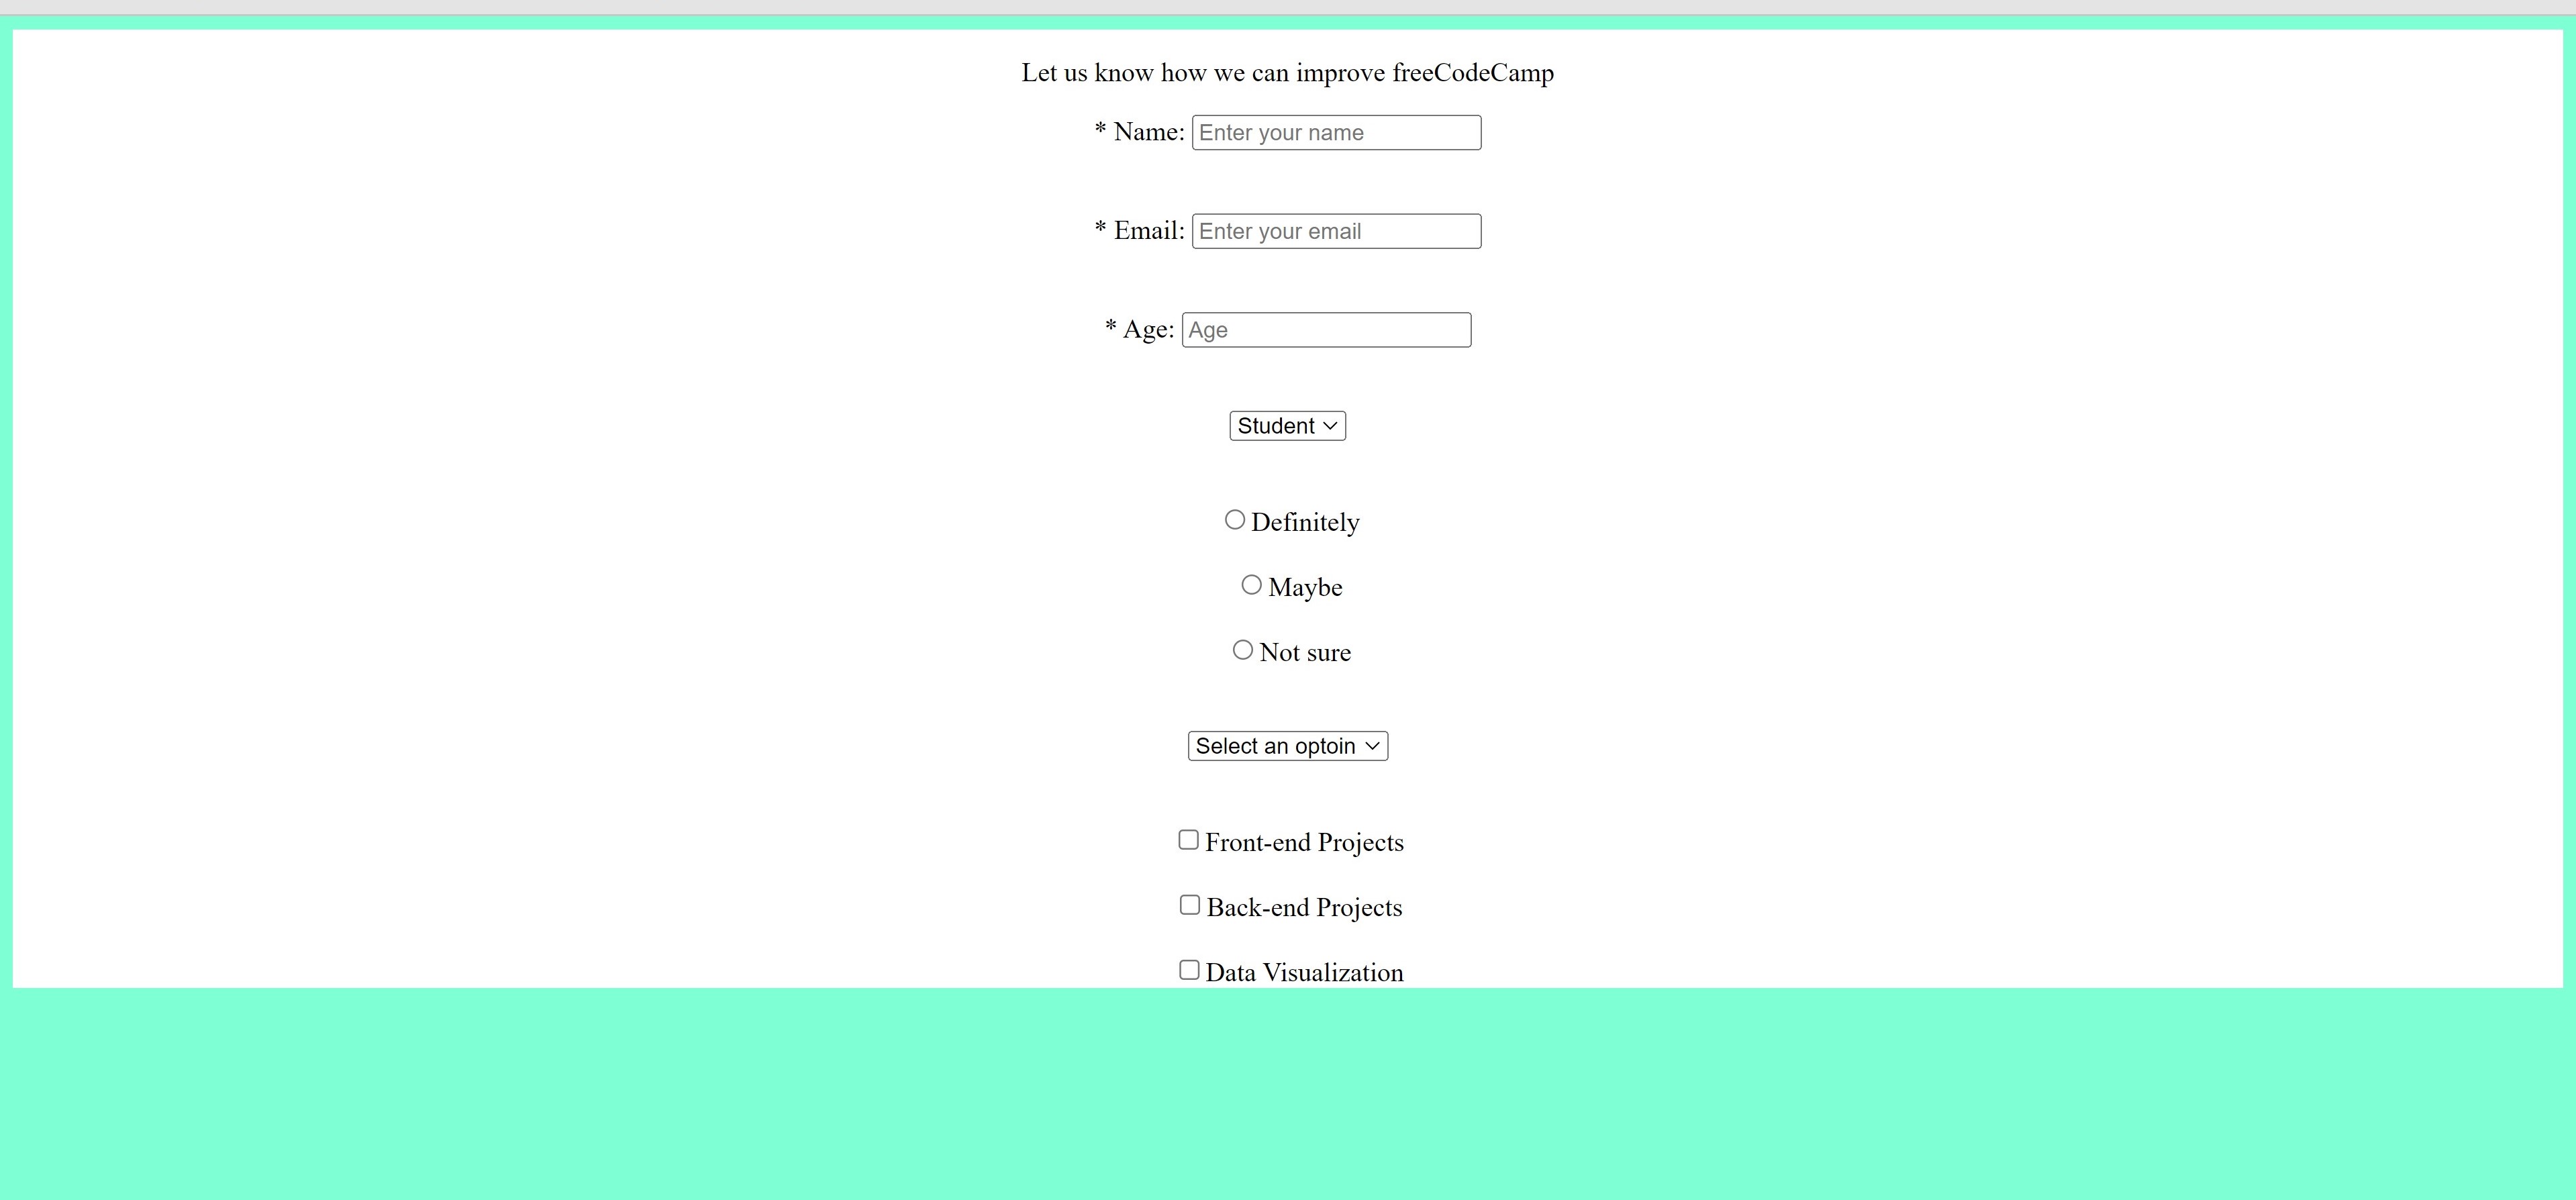 Let us know how we can improve freeCodeCamp
* Name: Enter your name
* Email: Enter your email
* Age: Age
Student
Definitely
Maybe
Not sure
Select an optoin
Front-end Projects
Back-end Projects
Data Visualization